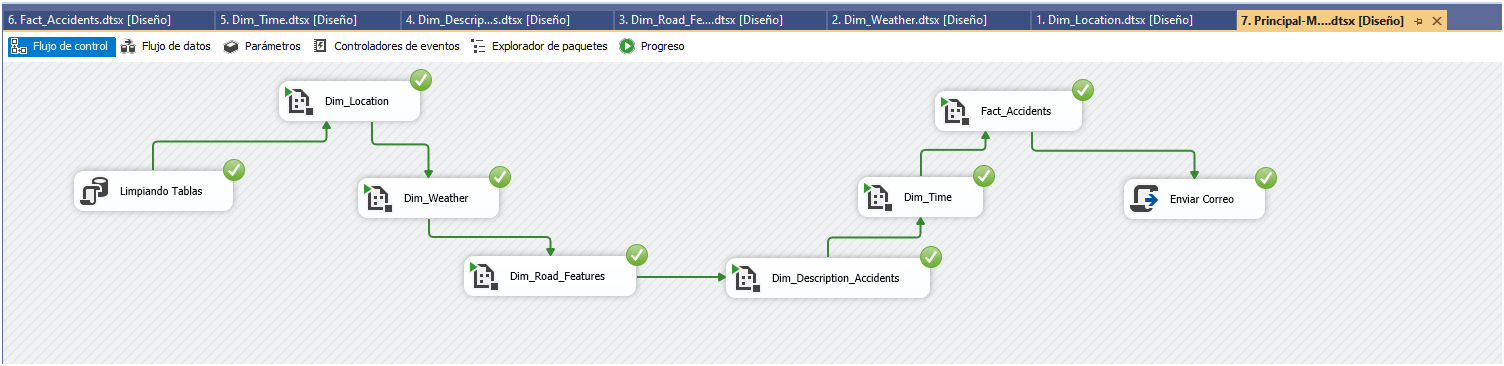 6. Fact_Accidents.dtsx [Diseño]
5. Dim_Time.dtsx [Diseño]
4. Dim_Descrip...s.dtsx [Diseño]
3. Dim_Road_Fe....dtsx [Diseño]
2. Dim_Weather.dtsx [Diseño]
1. Dim_Location.dtsx [Diseño]
7. Principal-M....dtsx [Diseño]
Flujo de control
Flujo de datos
Parámetros
Controladores de eventos
Explorador de paquetes
Progreso
Limpiando Tablas
Dim_Location
Dim_Weather
Dim_Road_Features
Dim_Description_Accidents
Dim_Time
Fact_Accidents
Enviar Correo